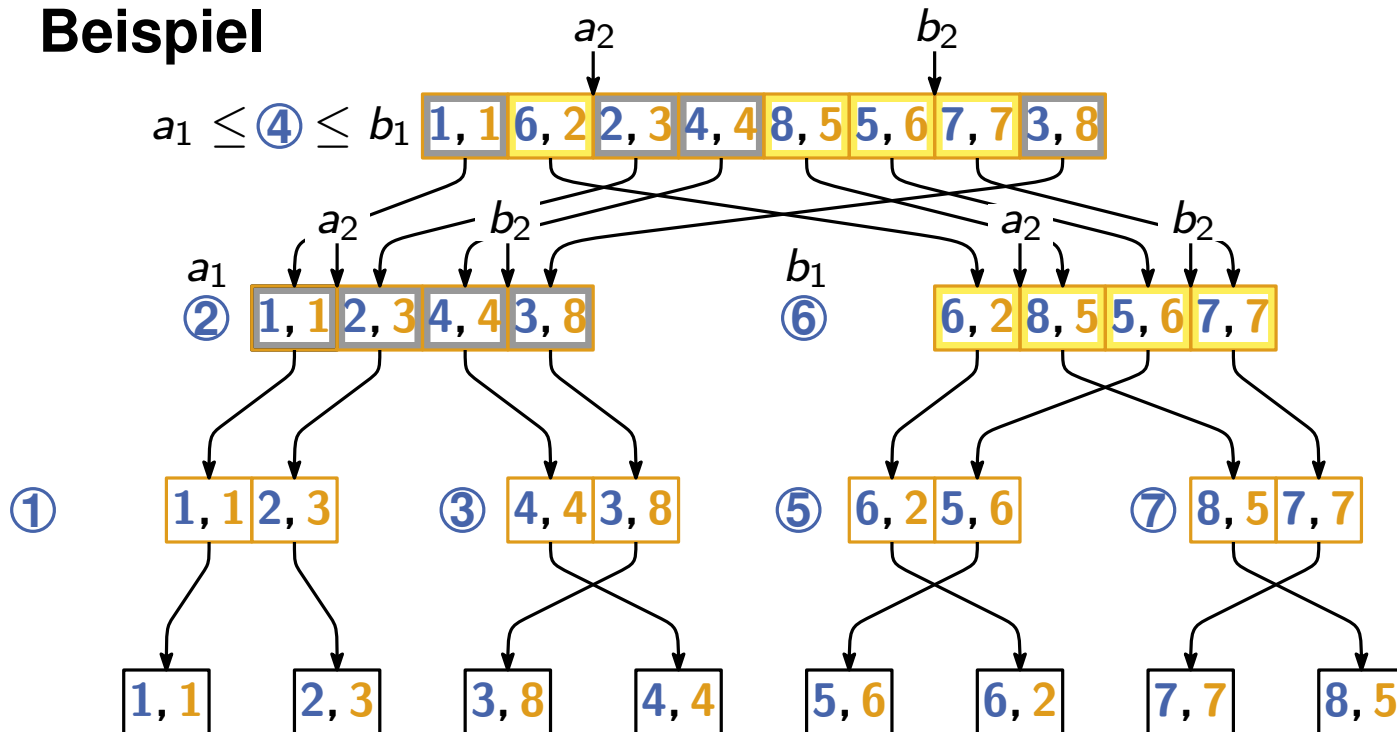 Beispiel
a₂ b₂
a₁ ≤ ④ ≤ b₁ 1, 1 6, 2 2, 3 4, 4 8, 5 5, 6 7, 7 3, 8
a₂ b₂ a₂ b₂
a₁ b₁
② 1, 1 2, 3 4, 4 3, 8 ⑥ 6, 2 8, 5 5, 6 7, 7
① 1, 1 2, 3 ③ 4, 4 3, 8 ⑤ 6, 2 5, 6 ⑦ 8, 5 7, 7
1, 1 2, 3 3, 8 4, 4 5, 6 6, 2 7, 7 8, 5